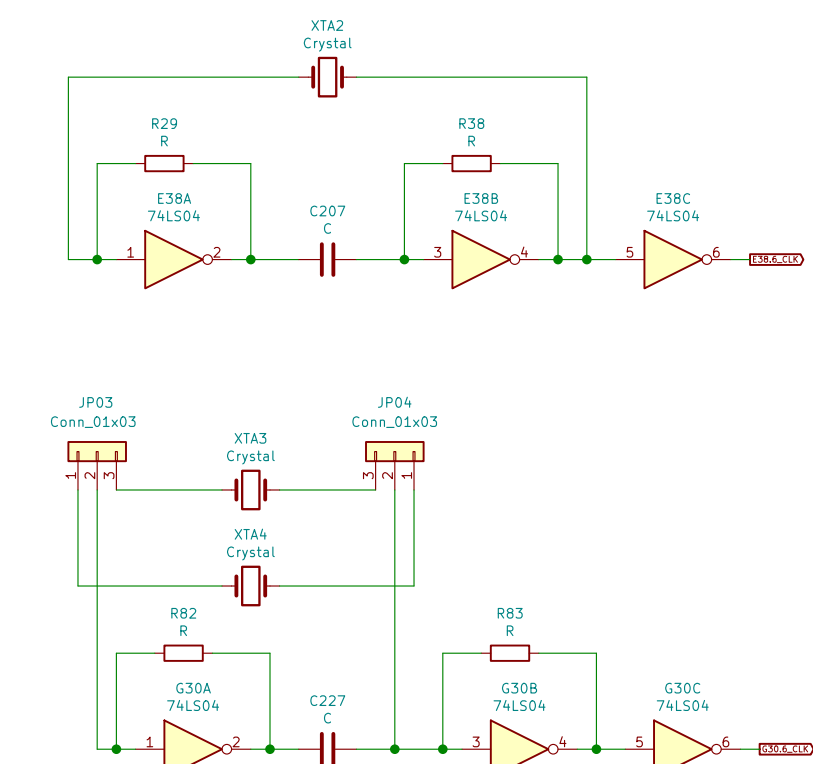 XTA2
Crystal
R29
R
R38
R
E38A
74LS04
C207
C
E38B
74LS04
E38C
74LS04
1
2
3
4
5
6
E38.6_CLK
JP03
Conn_01x03
JP04
Conn_01x03
XTA3
Crystal
1
2
3
3
2
1
XTA4
Crystal
R82
R
R83
R
G30A
74LS04
C227
C
G30B
74LS04
G30C
74LS04
1
2
3
4
5
6
G30.6_CLK